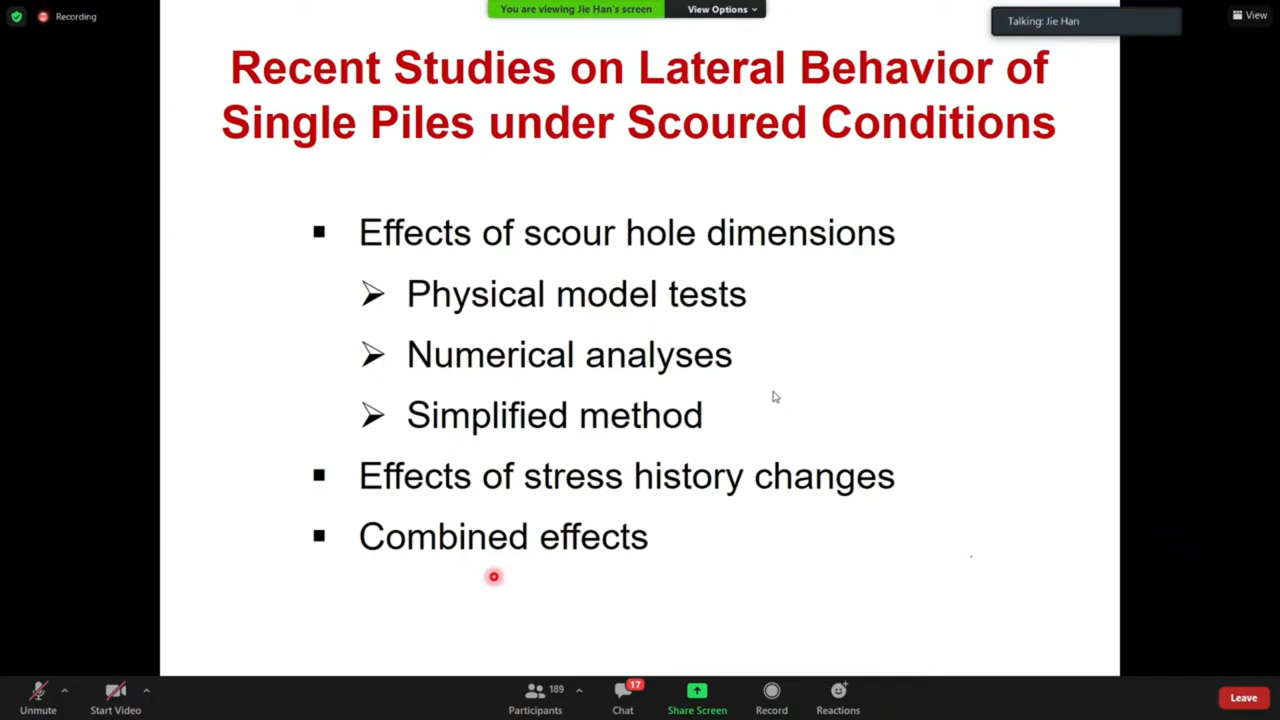 Recording
You are viewing Jie Han's screen
View Options
Talking: Jie Han
View
Recent Studies on Lateral Behavior of
Single Piles under Scoured Conditions
Effects of scour hole dimensions
Physical model tests
Numerical analyses
Simplified method
Effects of stress history changes
Combined effects
Unmute
Start Video
189
Participants
17
Chat
Share Screen
Record
Reactions
Leave